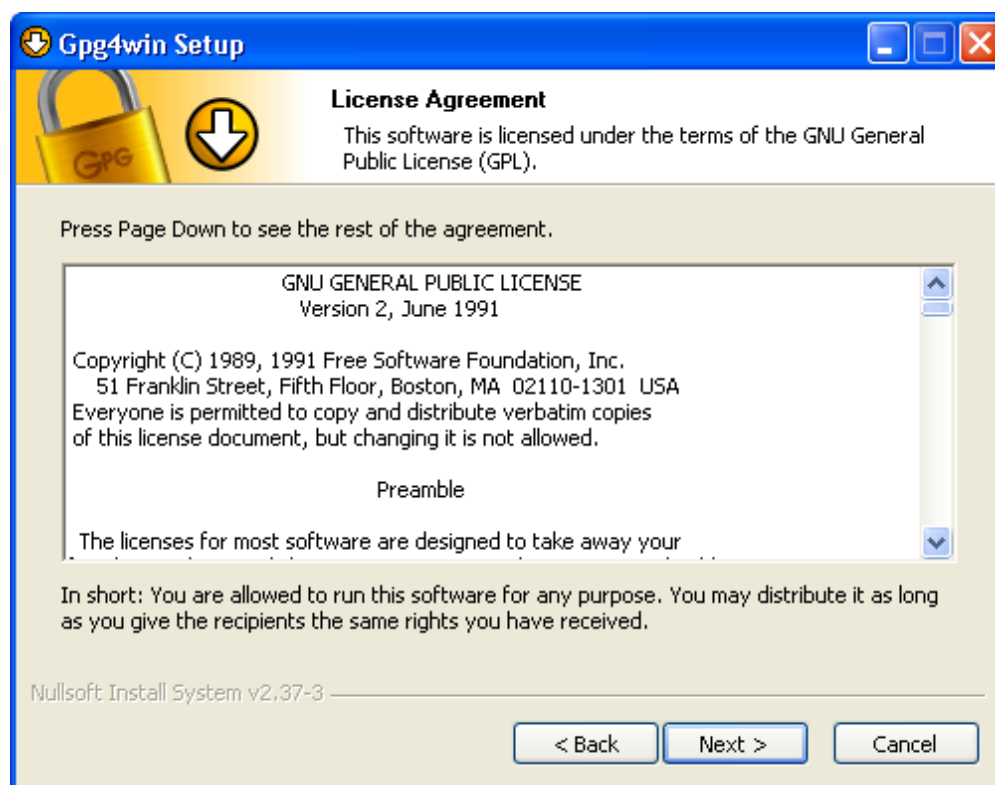 Gpg4win Setup
GPG
License Agreement
This software is licensed under the terms of the GNU General
Public License (GPL).
Press Page Down to see the rest of the agreement.
GNU GENERAL PUBLIC LICENSE
Version 2, June 1991
Copyright (C) 1989, 1991 Free Software Foundation, Inc.
51 Franklin Street, Fifth Floor, Boston, MA  02110-1301  USA
Everyone is permitted to copy and distribute verbatim copies
of this license document, but changing it is not allowed.
Preamble
The licenses for most software are designed to take away your
In short: You are allowed to run this software for any purpose. You may distribute it as long
as you give the recipients the same rights you have received.
Nullsoft Install System v2.37-3
< Back
Next >
Cancel